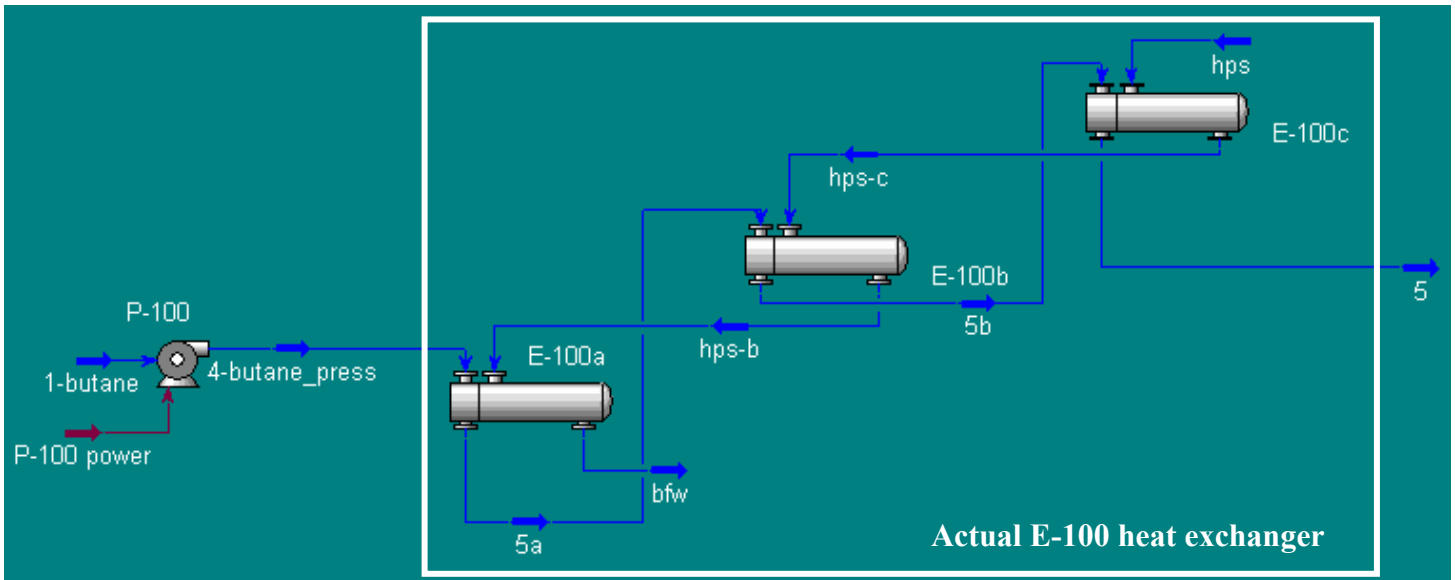 hps
E-100c
hps-c
E-100b
5
5b
P-100
hps-b
E-100a
1-butane
4-butane_press
P-100 power
bfw
5a
Actual E-100 heat exchanger